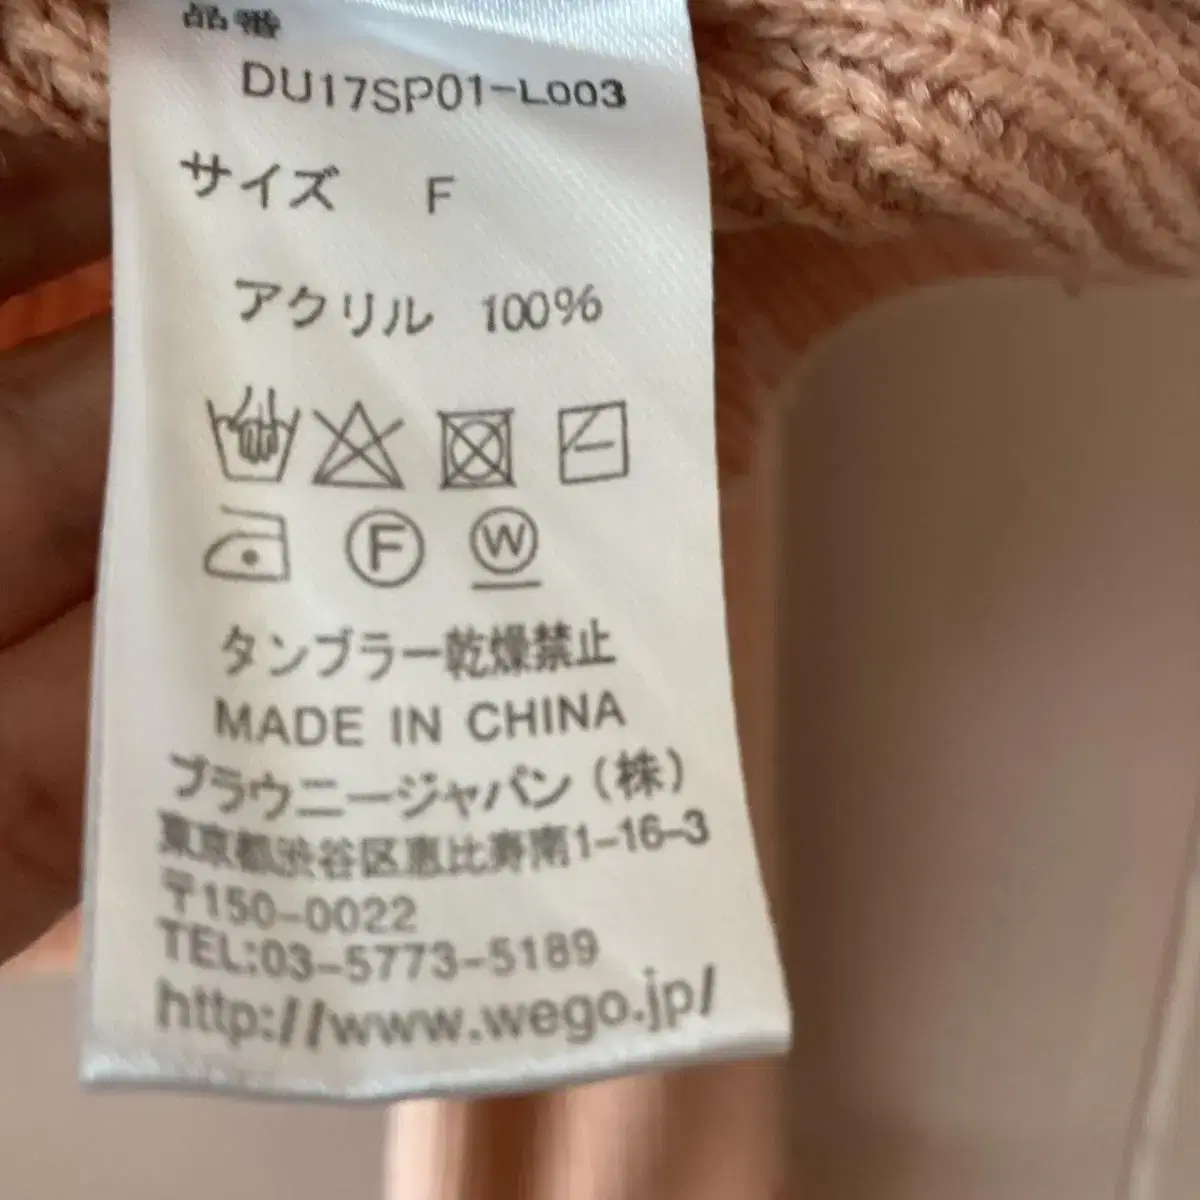 品番
DU17SP01-L003
サイズ F
アクリル 100%
F W
タンブラー乾燥禁止
MADE IN CHINA
ブラウニージャパン(株)
東京都渋谷区恵比寿南1-16-3
〒150-0022
TEL:03-5773-5189
http://www.wego.jp/